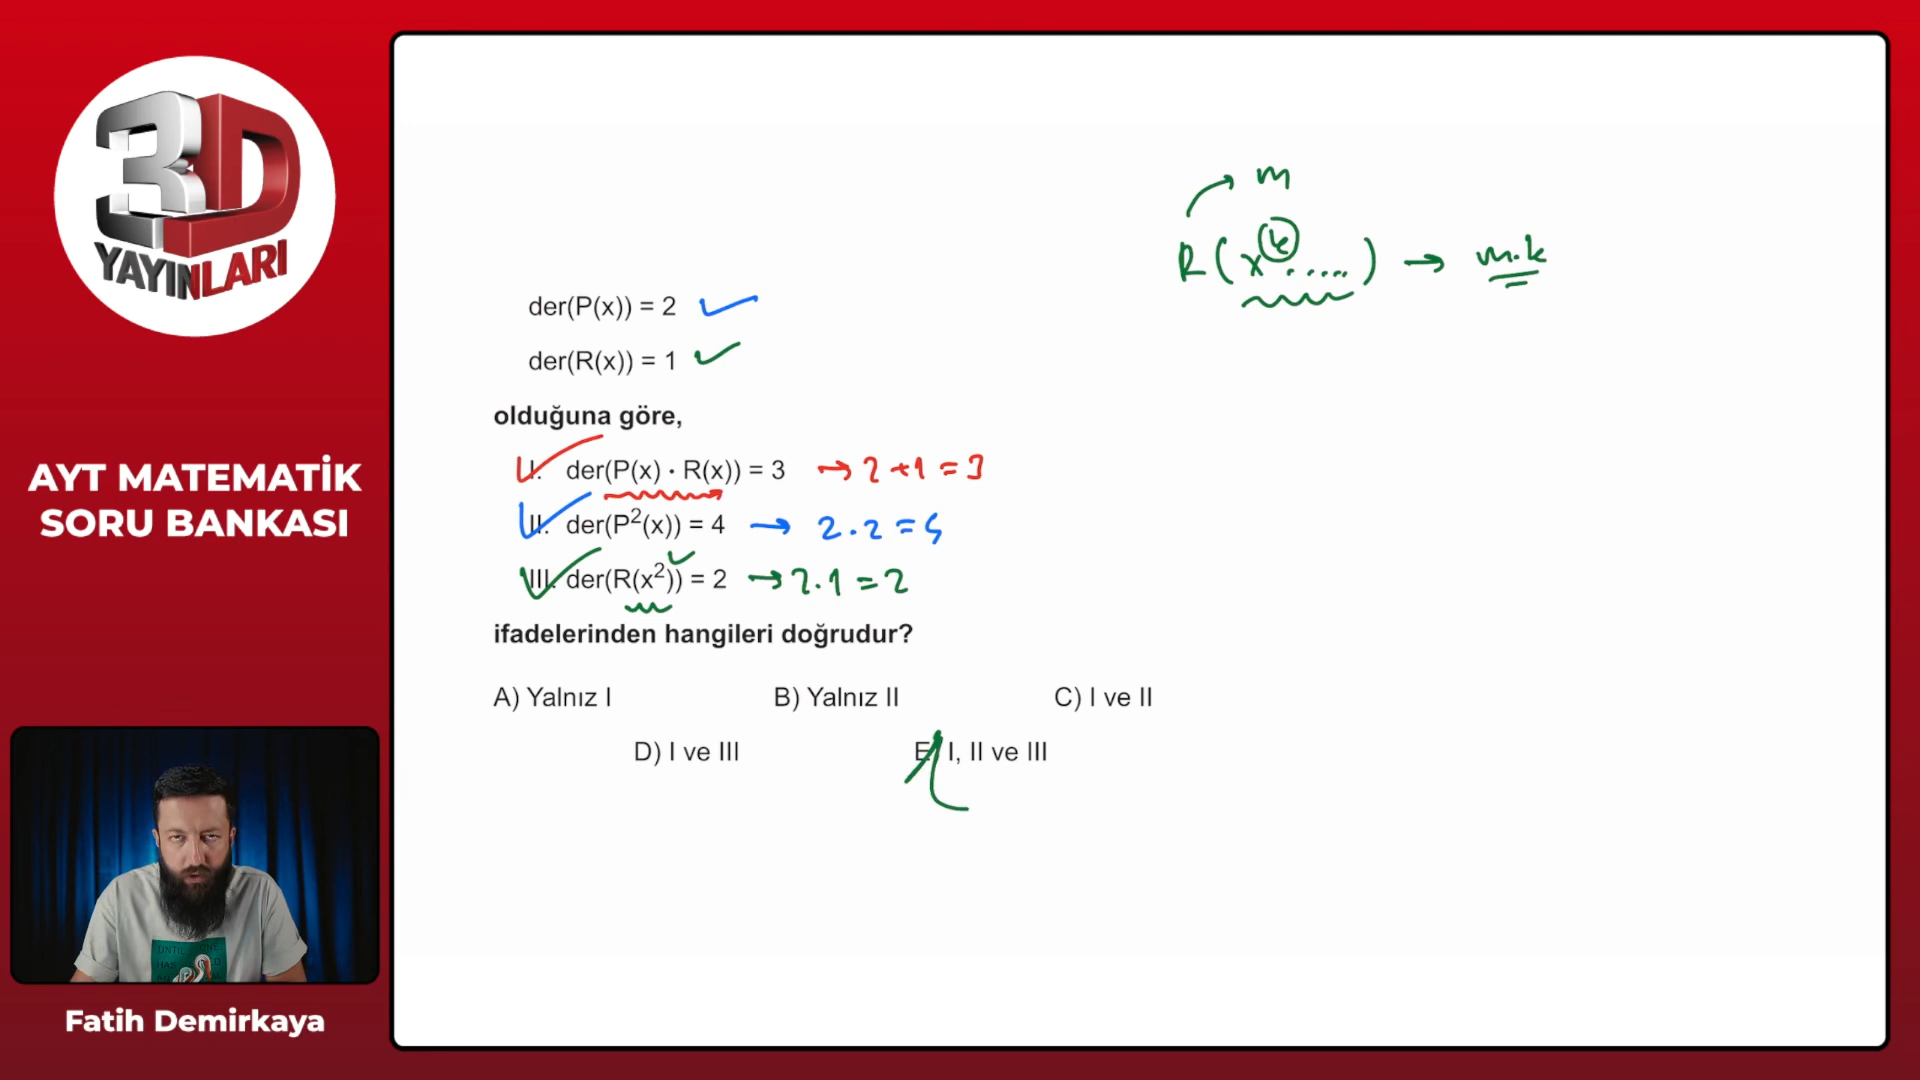 3D
YAYINLARI
AYT MATEMATİK
SORU BANKASI
Fatih Demirkaya
der(P(x)) = 2
der(R(x)) = 1
olduğuna göre,
I. der(P(x) · R(x)) = 3 → 2 + 1 = 3
II. der(P²(x)) = 4 → 2 . 2 = 4
III. der(R(x²)) = 2 → 2 . 1 = 2
ifadelerinden hangileri doğrudur?
A) Yalnız I B) Yalnız II C) I ve II
D) I ve III E) I, II ve III
m
R(x^k .....) → m.k